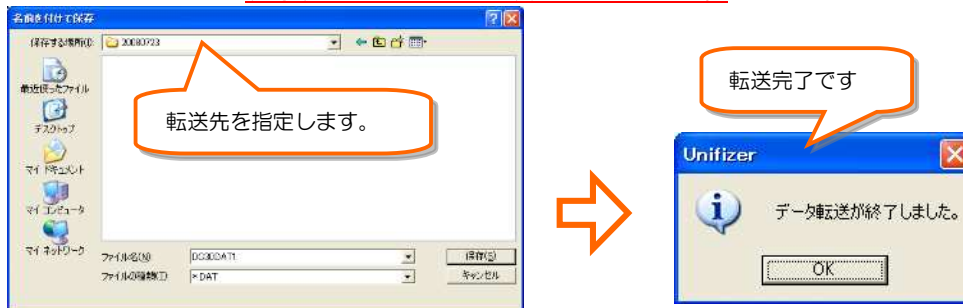 名前を付けて保存
保存する場所(I):
20080723
最近使ったファイル
デスクトップ
マイ ドキュメント
マイ コンピュータ
マイ ネットワーク
転送先を指定します。
ファイル名(N):
保存(S)
ファイルの種類(T):
*.DAT
キャンセル
転送完了です
Unifizer
データ転送が終了しました。
OK